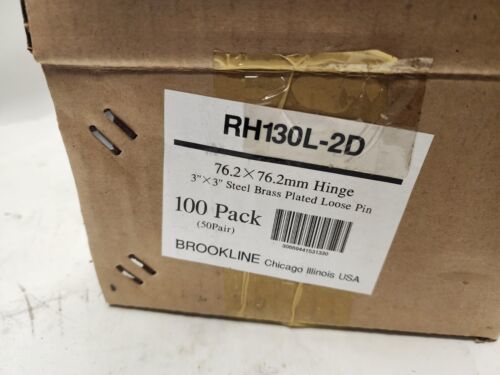 RH130L-2D
76.2×76.2mm Hinge
3"×3" Steel Brass Plated Loose Pin
100 Pack
(50Pair)
BROOKLINE Chicago Illinois USA